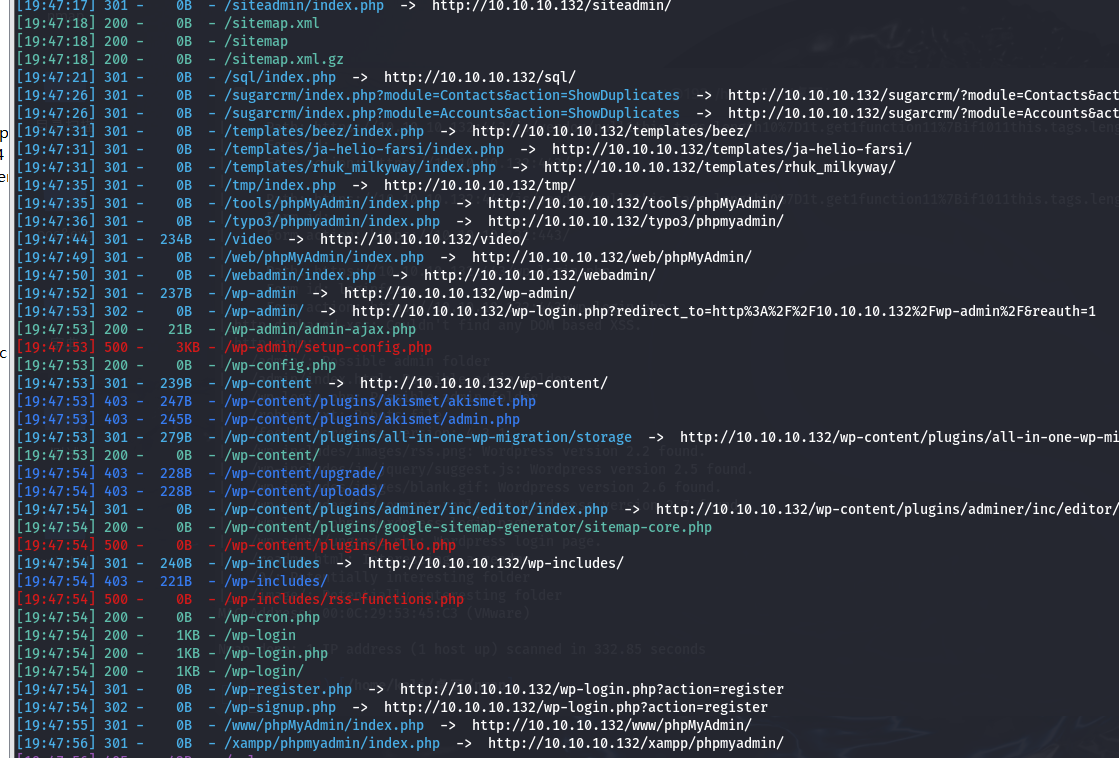 [19:47:17] 301 -    0B  - /siteadmin/index.php  ->  http://10.10.10.132/siteadmin/
[19:47:18] 200 -    0B  - /sitemap.xml
[19:47:18] 200 -    0B  - /sitemap
[19:47:18] 200 -    0B  - /sitemap.xml.gz
[19:47:21] 301 -    0B  - /sql/index.php  ->  http://10.10.10.132/sql/
[19:47:26] 301 -    0B  - /sugarcrm/index.php?module=Contacts&action=ShowDuplicates  ->  http://10.10.10.132/sugarcrm/?module=Contacts&act
[19:47:26] 301 -    0B  - /sugarcrm/index.php?module=Accounts&action=ShowDuplicates  ->  http://10.10.10.132/sugarcrm/?module=Accounts&act
[19:47:31] 301 -    0B  - /templates/beez/index.php  ->  http://10.10.10.132/templates/beez/
[19:47:31] 301 -    0B  - /templates/ja-helio-farsi/index.php  ->  http://10.10.10.132/templates/ja-helio-farsi/
[19:47:31] 301 -    0B  - /templates/rhuk_milkyway/index.php  ->  http://10.10.10.132/templates/rhuk_milkyway/
[19:47:35] 301 -    0B  - /tmp/index.php  ->  http://10.10.10.132/tmp/
[19:47:35] 301 -    0B  - /tools/phpMyAdmin/index.php  ->  http://10.10.10.132/tools/phpMyAdmin/
[19:47:36] 301 -    0B  - /typo3/phpmyadmin/index.php  ->  http://10.10.10.132/typo3/phpmyadmin/
[19:47:44] 301 -  234B  - /video  ->  http://10.10.10.132/video/
[19:47:49] 301 -    0B  - /web/phpMyAdmin/index.php  ->  http://10.10.10.132/web/phpMyAdmin/
[19:47:50] 301 -    0B  - /webadmin/index.php  ->  http://10.10.10.132/webadmin/
[19:47:52] 301 -  237B  - /wp-admin  ->  http://10.10.10.132/wp-admin/
[19:47:53] 302 -    0B  - /wp-admin/  ->  http://10.10.10.132/wp-login.php?redirect_to=http%3A%2F%2F10.10.10.132%2Fwp-admin%2F&reauth=1
[19:47:53] 200 -   21B  - /wp-admin/admin-ajax.php
[19:47:53] 500 -    3KB - /wp-admin/setup-config.php
[19:47:53] 200 -    0B  - /wp-config.php
[19:47:53] 301 -  239B  - /wp-content  ->  http://10.10.10.132/wp-content/
[19:47:53] 403 -  247B  - /wp-content/plugins/akismet/akismet.php
[19:47:53] 403 -  245B  - /wp-content/plugins/akismet/admin.php
[19:47:53] 301 -  279B  - /wp-content/plugins/all-in-one-wp-migration/storage  ->  http://10.10.10.132/wp-content/plugins/all-in-one-wp-mi
[19:47:53] 200 -    0B  - /wp-content/
[19:47:54] 403 -  228B  - /wp-content/upgrade/
[19:47:54] 403 -  228B  - /wp-content/uploads/
[19:47:54] 301 -    0B  - /wp-content/plugins/adminer/inc/editor/index.php  ->  http://10.10.10.132/wp-content/plugins/adminer/inc/editor/
[19:47:54] 200 -    0B  - /wp-content/plugins/google-sitemap-generator/sitemap-core.php
[19:47:54] 500 -    0B  - /wp-content/plugins/hello.php
[19:47:54] 301 -  240B  - /wp-includes  ->  http://10.10.10.132/wp-includes/
[19:47:54] 403 -  221B  - /wp-includes/
[19:47:54] 500 -    0B  - /wp-includes/rss-functions.php
[19:47:54] 200 -    0B  - /wp-cron.php
[19:47:54] 200 -    1KB - /wp-login
[19:47:54] 200 -    1KB - /wp-login.php
[19:47:54] 200 -    1KB - /wp-login/
[19:47:54] 301 -    0B  - /wp-register.php  ->  http://10.10.10.132/wp-login.php?action=register
[19:47:54] 302 -    0B  - /wp-signup.php  ->  http://10.10.10.132/wp-login.php?action=register
[19:47:55] 301 -    0B  - /www/phpMyAdmin/index.php  ->  http://10.10.10.132/www/phpMyAdmin/
[19:47:56] 301 -    0B  - /xampp/phpmyadmin/index.php  ->  http://10.10.10.132/xampp/phpmyadmin/